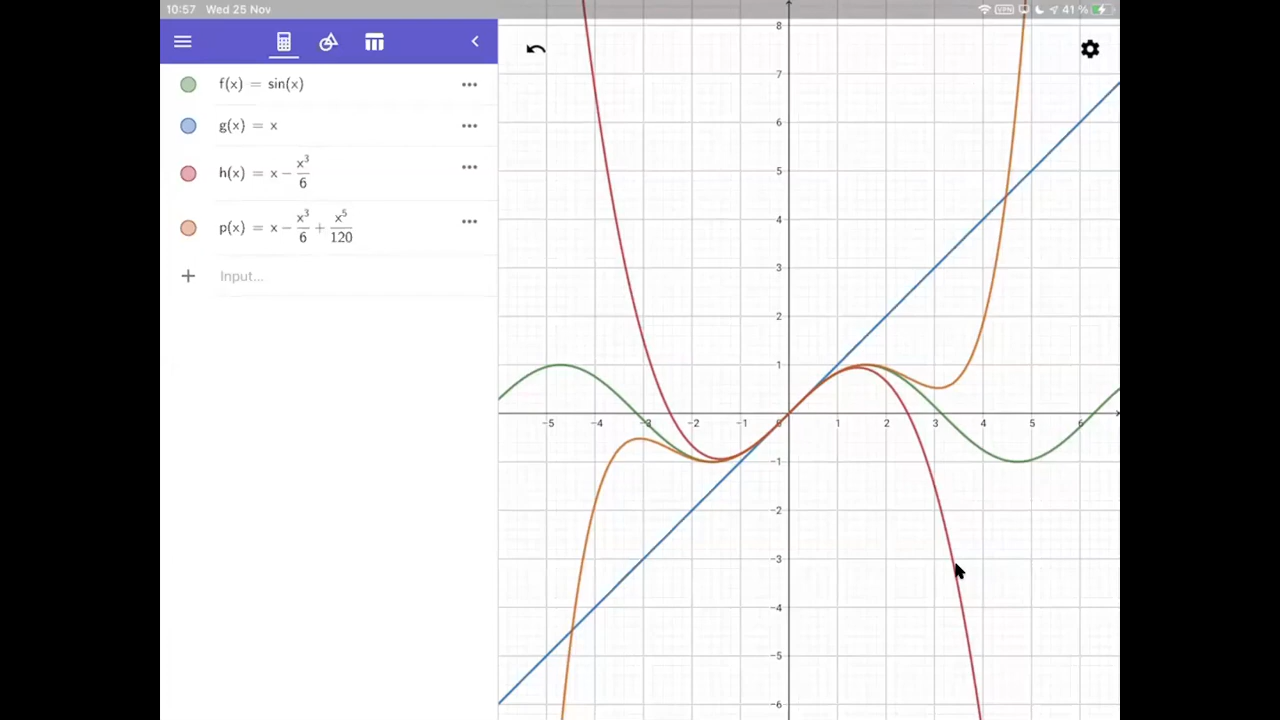 10:57 Wed 25 Nov
VPN 41 %
f(x) = sin(x)
g(x) = x
h(x) = x − x³/6
p(x) = x − x³/6 + x⁵/120
+ Input...
8
7
6
5
4
3
2
1
−5 −4 −3 −2 −1 0 1 2 3 4 5 6
−1
−2
−3
−4
−5
−6